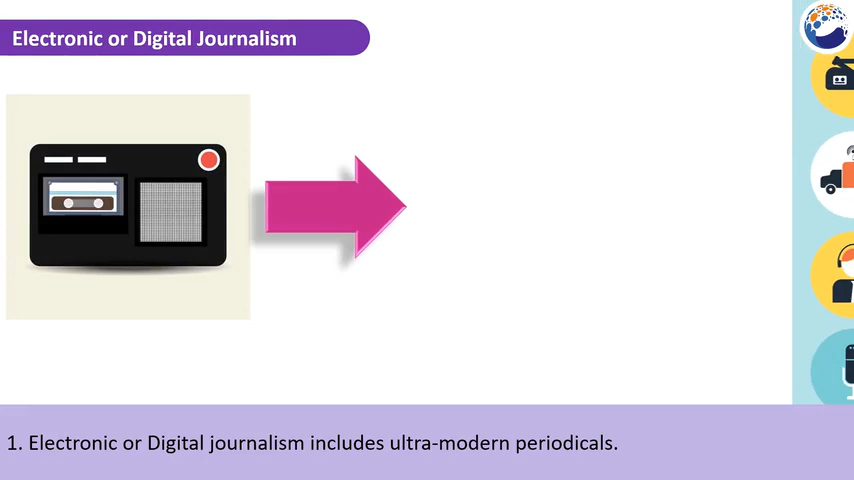 Electronic or Digital Journalism
1. Electronic or Digital journalism includes ultra-modern periodicals.